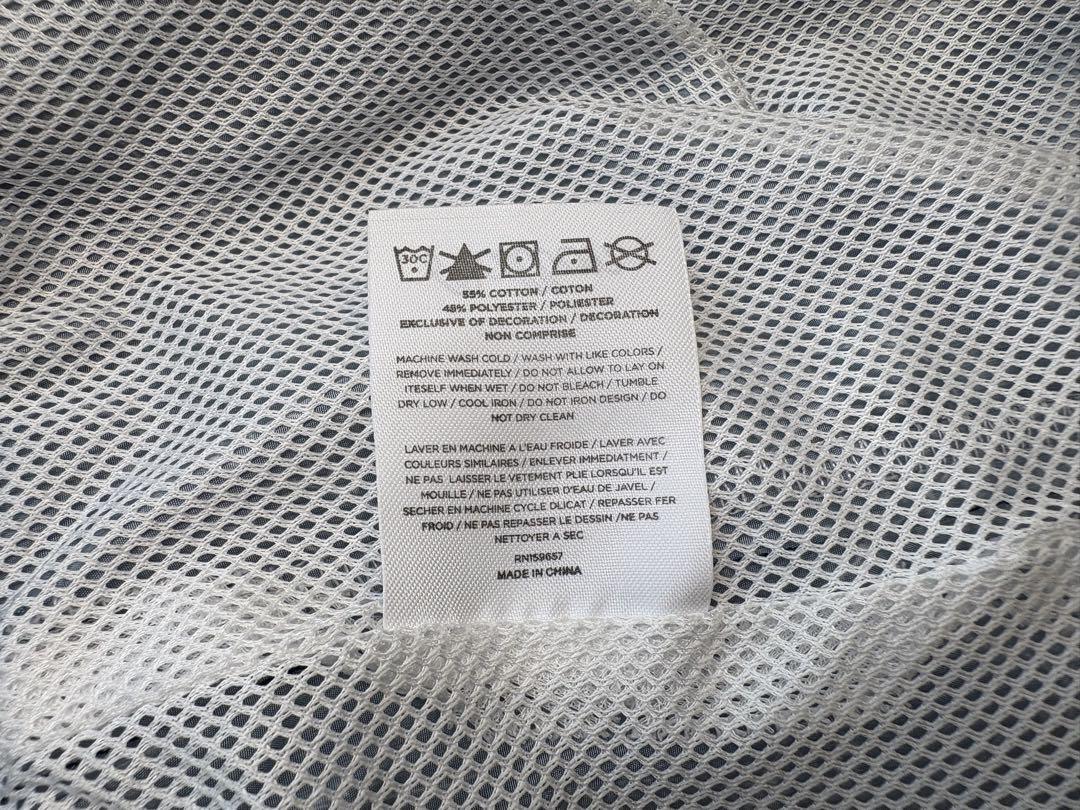 30C
55% COTTON / COTON
45% POLYESTER / POLIESTER
EXCLUSIVE OF DECORATION / DECORATION
NON COMPRISE
MACHINE WASH COLD / WASH WITH LIKE COLORS /
REMOVE IMMEDIATELY / DO NOT ALLOW TO LAY ON
ITESELF WHEN WET / DO NOT BLEACH / TUMBLE
DRY LOW / COOL IRON / DO NOT IRON DESIGN / DO
NOT DRY CLEAN
LAVER EN MACHINE A L'EAU FROIDE / LAVER AVEC
COULEURS SIMILAIRES / ENLEVER IMMEDIATMENT /
NE PAS LAISSER LE VETEMENT PLIE LORSQU'IL EST
MOUILLE / NE PAS UTILISER D'EAU DE JAVEL /
SECHER EN MACHINE CYCLE DLICAT / REPASSER FER
FROID / NE PAS REPASSER LE DESSIN /NE PAS
NETTOYER A SEC
RN159657
MADE IN CHINA